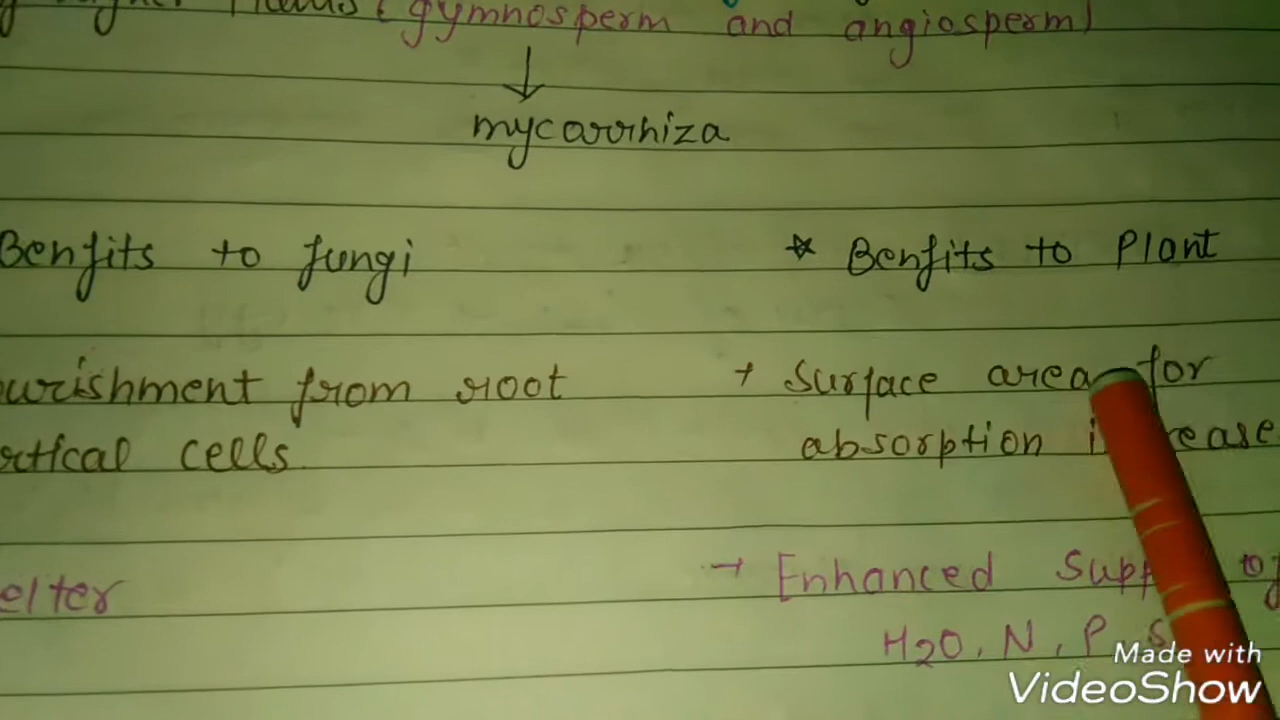 (gymnosperm and angiosperm)
mycarrhiza
Benfits to fungi
* Benfits to Plant
urishment from root
rtical cells
+ Surface area for
absorption
elter
→ Enhanced
H2O, N, P, S
Made with
VideoShow